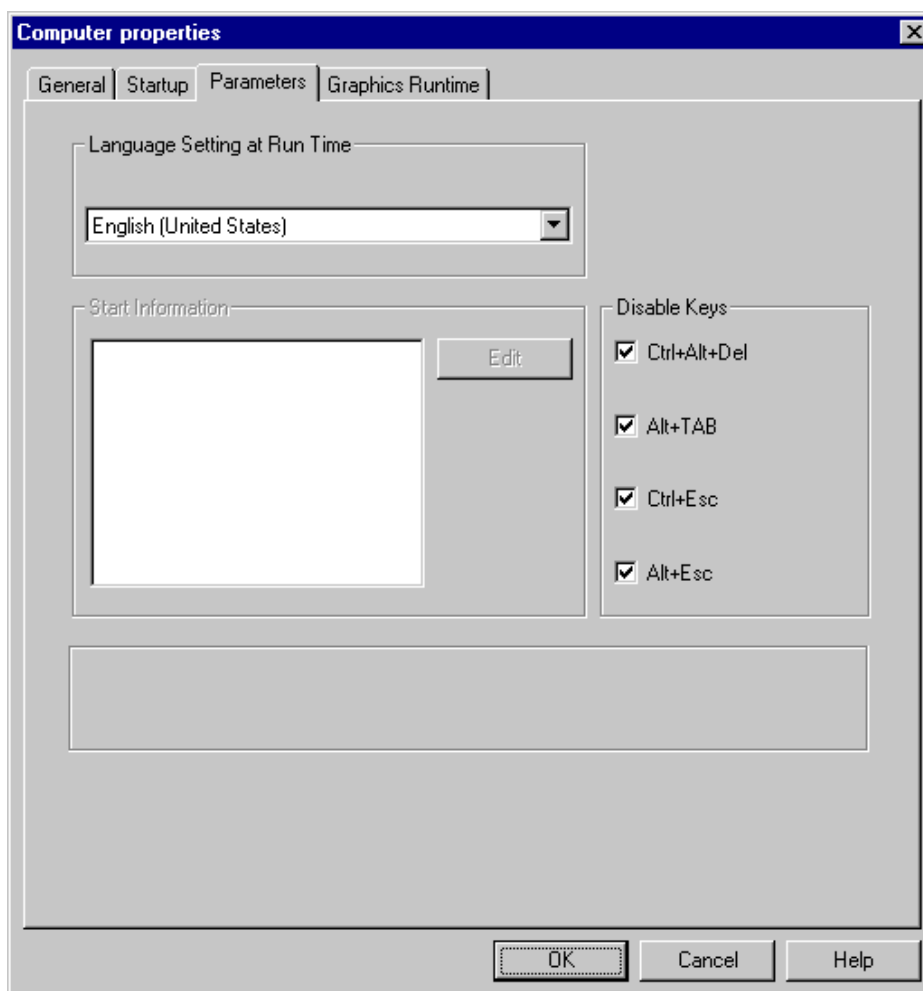 Computer properties
General Startup Parameters Graphics Runtime
Language Setting at Run Time
English (United States)
Start Information
Edit
Disable Keys
Ctrl+Alt+Del
Alt+TAB
Ctrl+Esc
Alt+Esc
OK Cancel Help